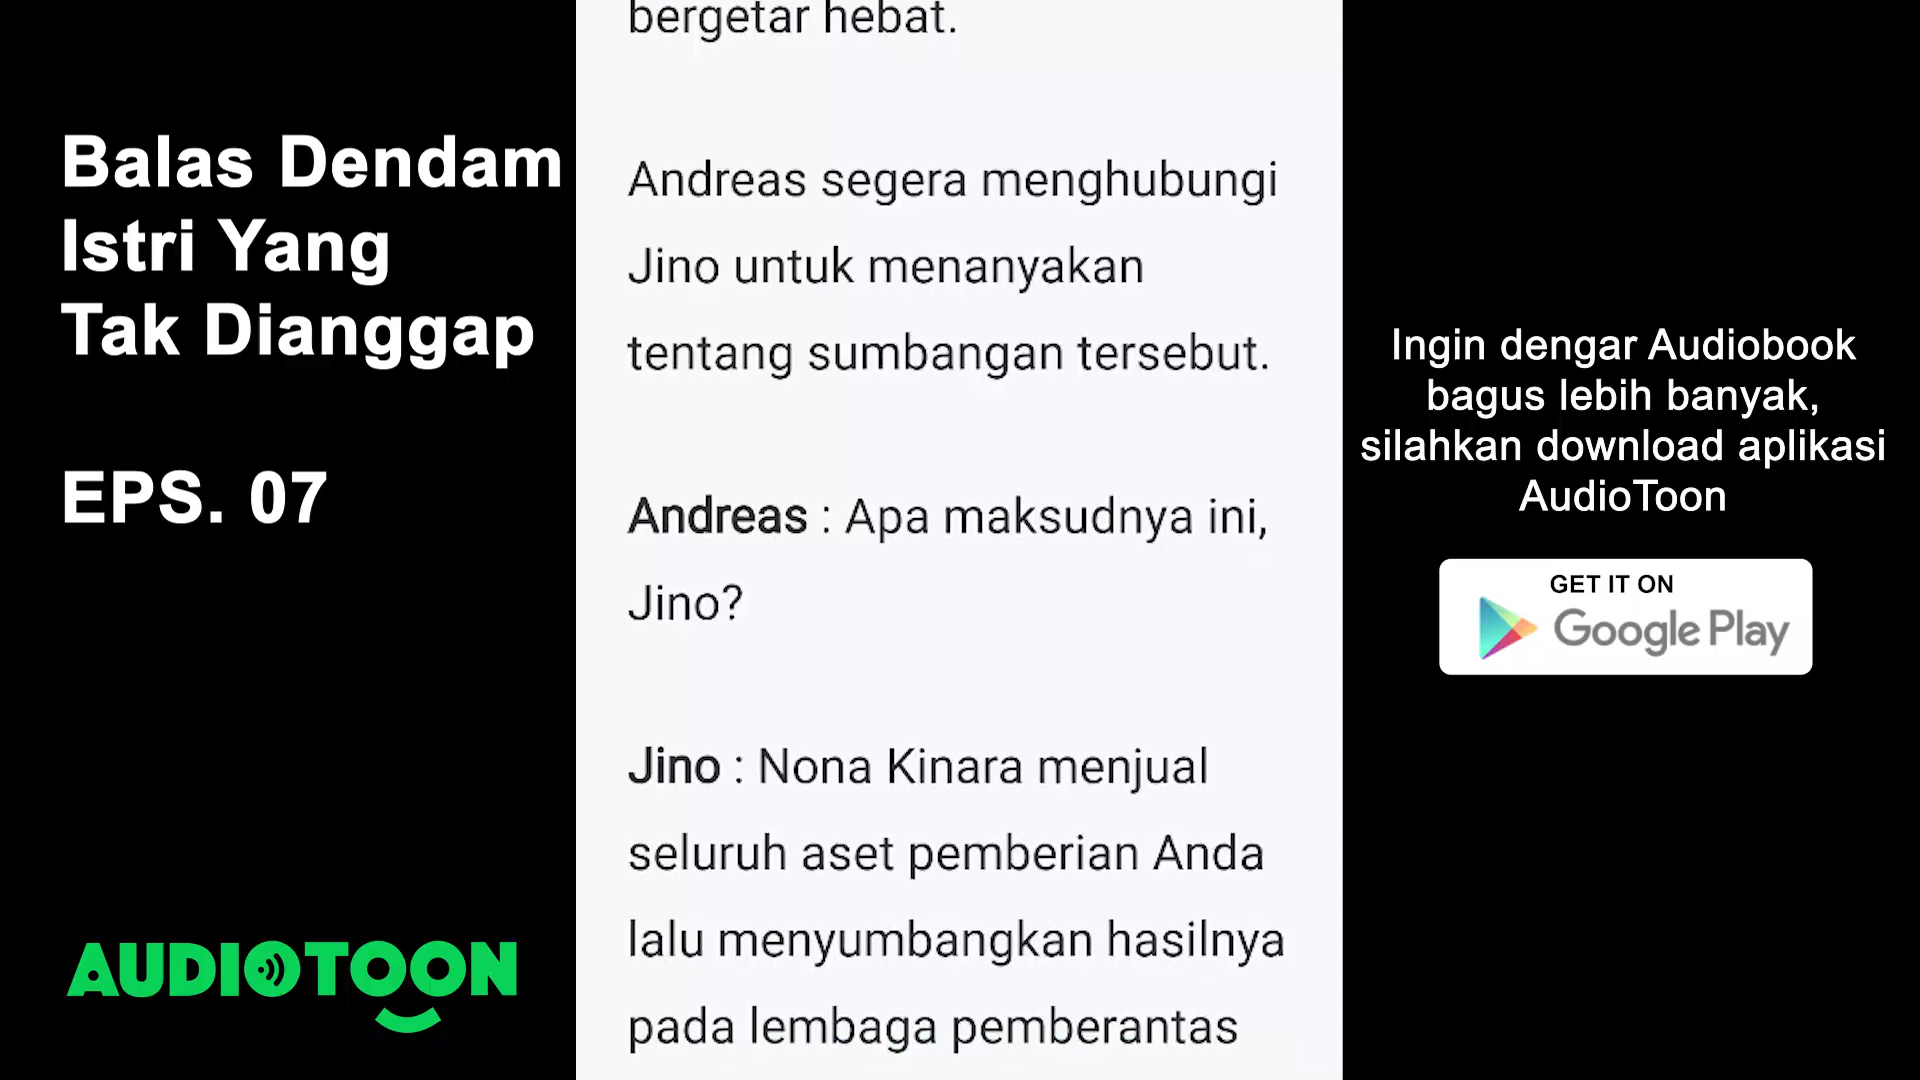 Balas Dendam
Istri Yang
Tak Dianggap
EPS. 07
AUDIOTOON
bergetar hebat.
Andreas segera menghubungi
Jino untuk menanyakan
tentang sumbangan tersebut.
Andreas : Apa maksudnya ini,
Jino?
Jino : Nona Kinara menjual
seluruh aset pemberian Anda
lalu menyumbangkan hasilnya
pada lembaga pemberantas
Ingin dengar Audiobook
bagus lebih banyak,
silahkan download aplikasi
AudioToon
GET IT ON
Google Play